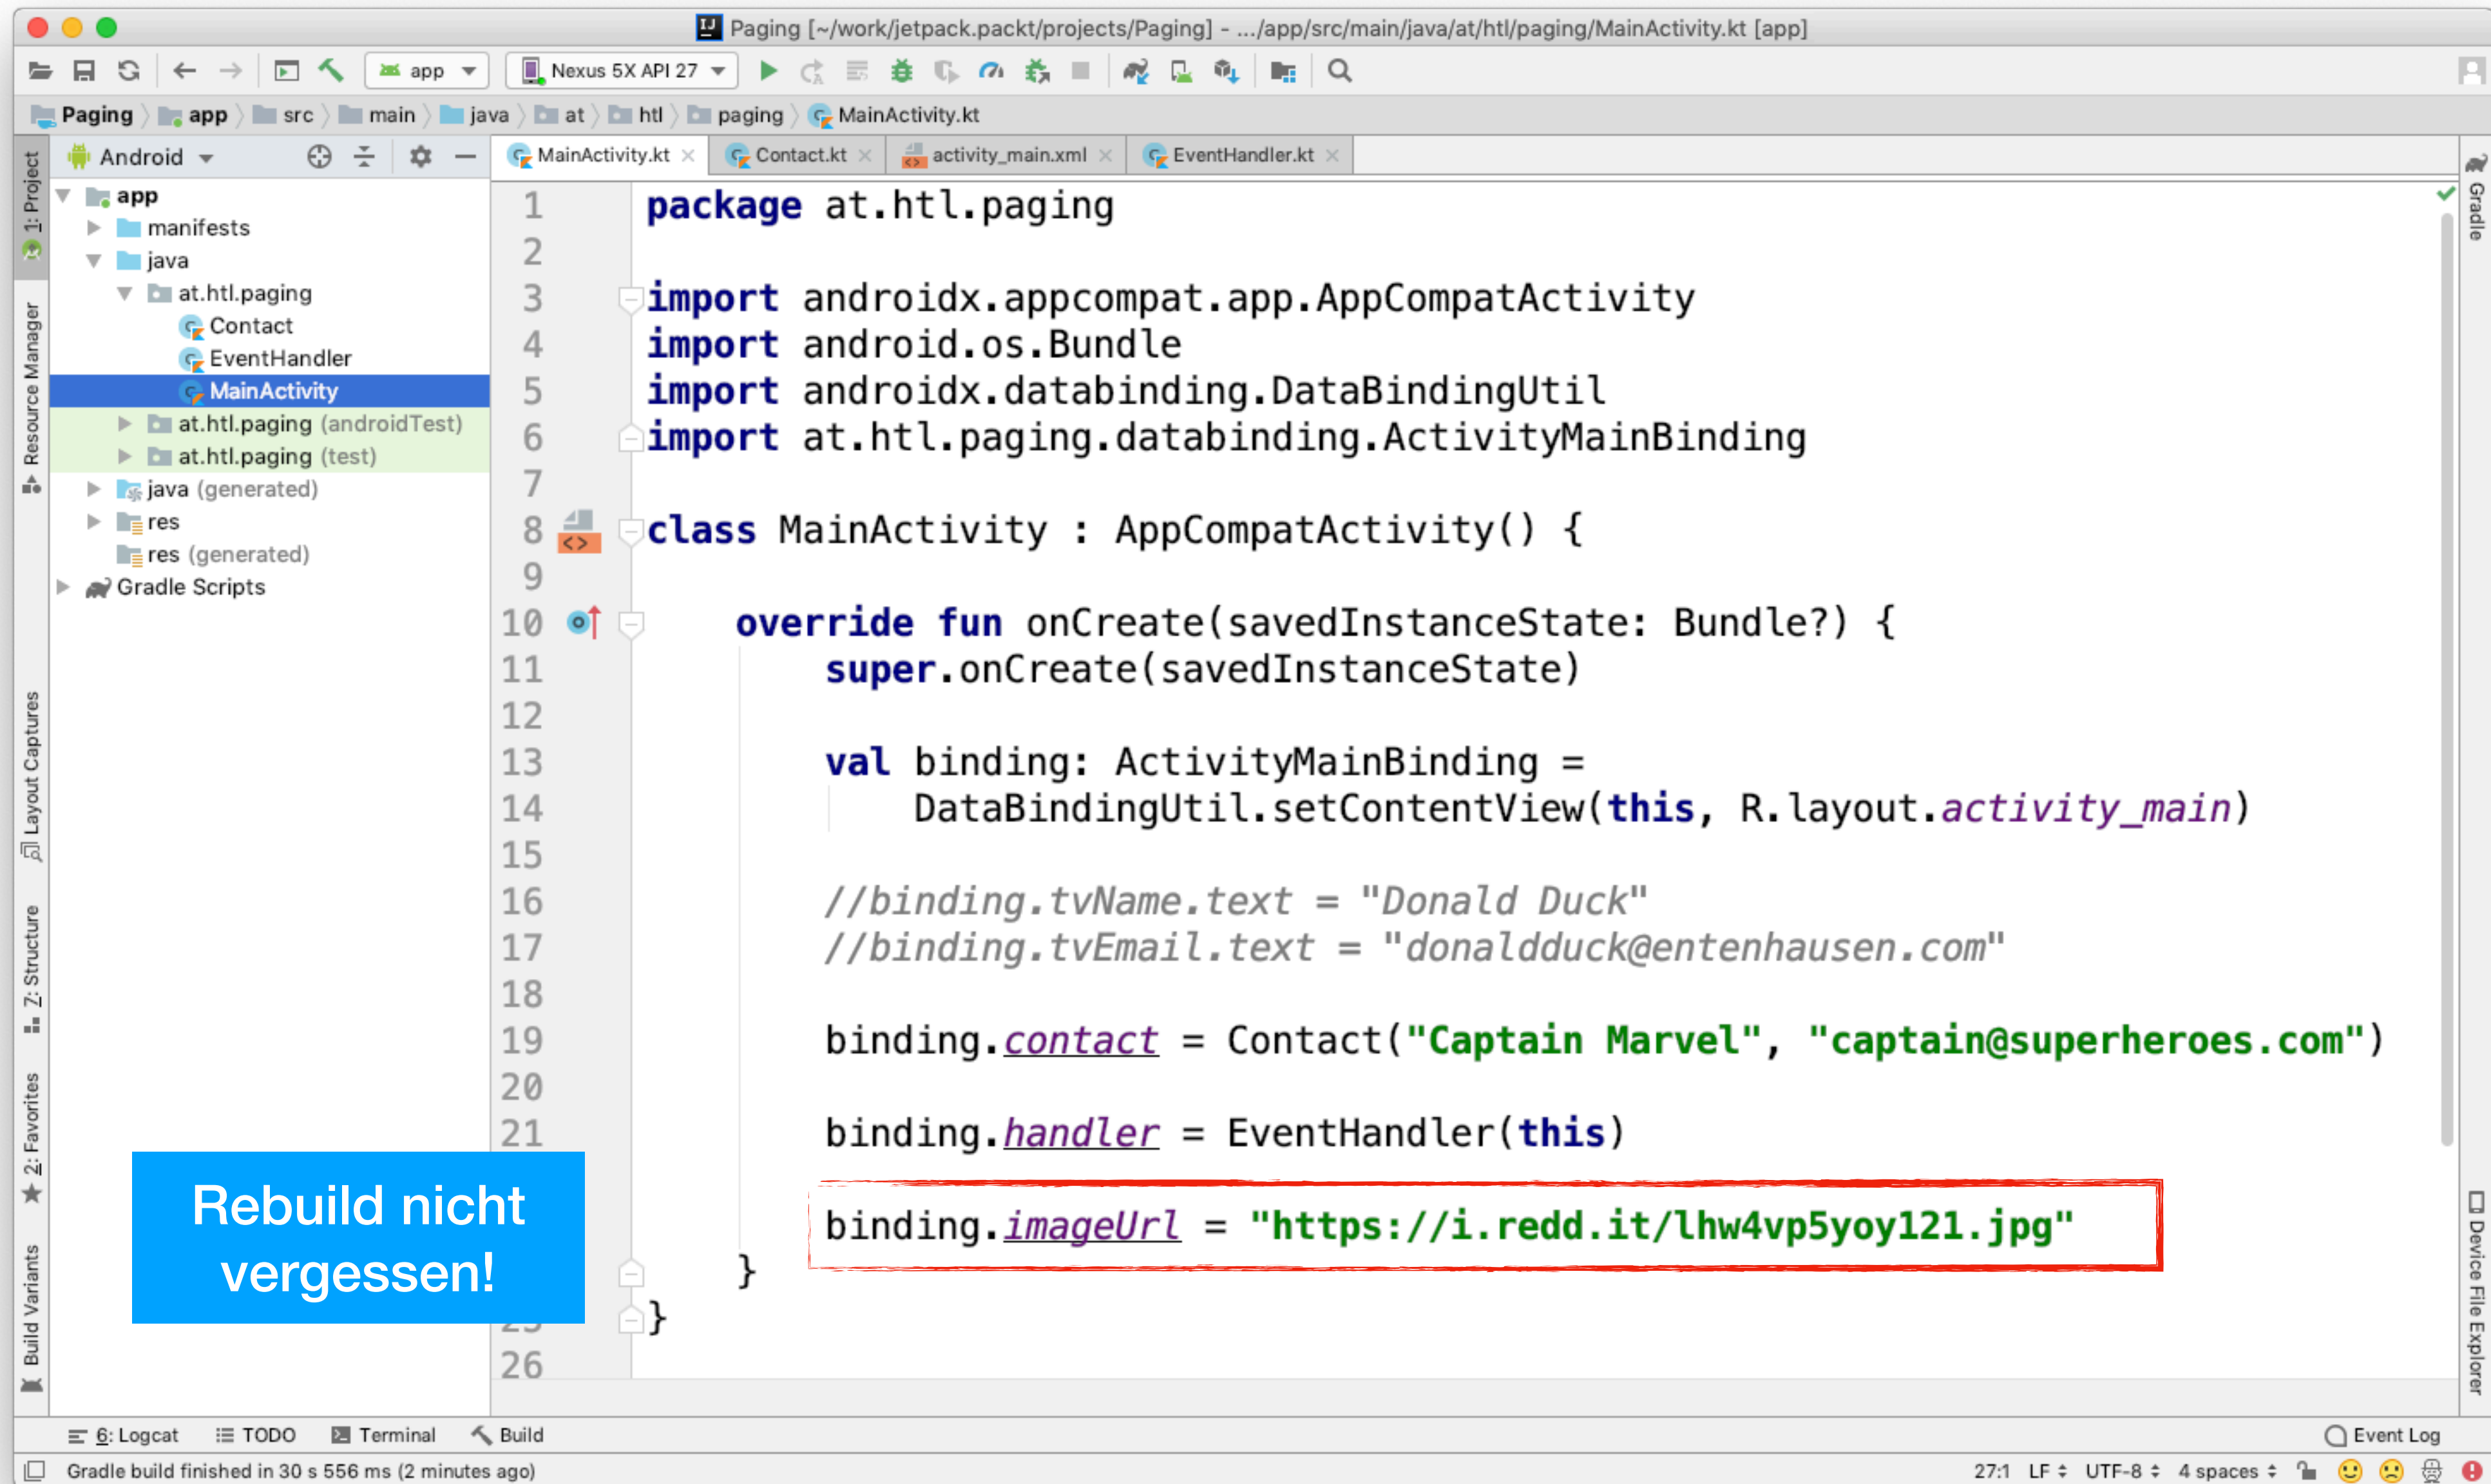 Paging [~/work/jetpack.packt/projects/Paging] - .../app/src/main/java/at/htl/paging/MainActivity.kt [app]
app
Nexus 5X API 27
Paging app src main java at htl paging MainActivity.kt
1: Project
Resource Manager
Layout Captures
7: Structure
2: Favorites
Build Variants
Android
app
manifests
java
at.htl.paging
Contact
EventHandler
MainActivity
at.htl.paging (androidTest)
at.htl.paging (test)
java (generated)
res
res (generated)
Gradle Scripts
MainActivity.kt Contact.kt activity_main.xml EventHandler.kt
1 package at.htl.paging
2
3 import androidx.appcompat.app.AppCompatActivity
4 import android.os.Bundle
5 import androidx.databinding.DataBindingUtil
6 import at.htl.paging.databinding.ActivityMainBinding
7
8 class MainActivity : AppCompatActivity() {
9
10 override fun onCreate(savedInstanceState: Bundle?) {
11 super.onCreate(savedInstanceState)
12
13 val binding: ActivityMainBinding =
14 DataBindingUtil.setContentView(this, R.layout.activity_main)
15
16 //binding.tvName.text = "Donald Duck"
17 //binding.tvEmail.text = "donaldduck@entenhausen.com"
18
19 binding.contact = Contact("Captain Marvel", "captain@superheroes.com")
20
21 binding.handler = EventHandler(this)
binding.imageUrl = "https://i.redd.it/lhw4vp5yoy121.jpg"
}
}
26
Rebuild nicht
vergessen!
Gradle
Device File Explorer
6: Logcat TODO Terminal Build Event Log
Gradle build finished in 30 s 556 ms (2 minutes ago) 27:1 LF UTF-8 4 spaces